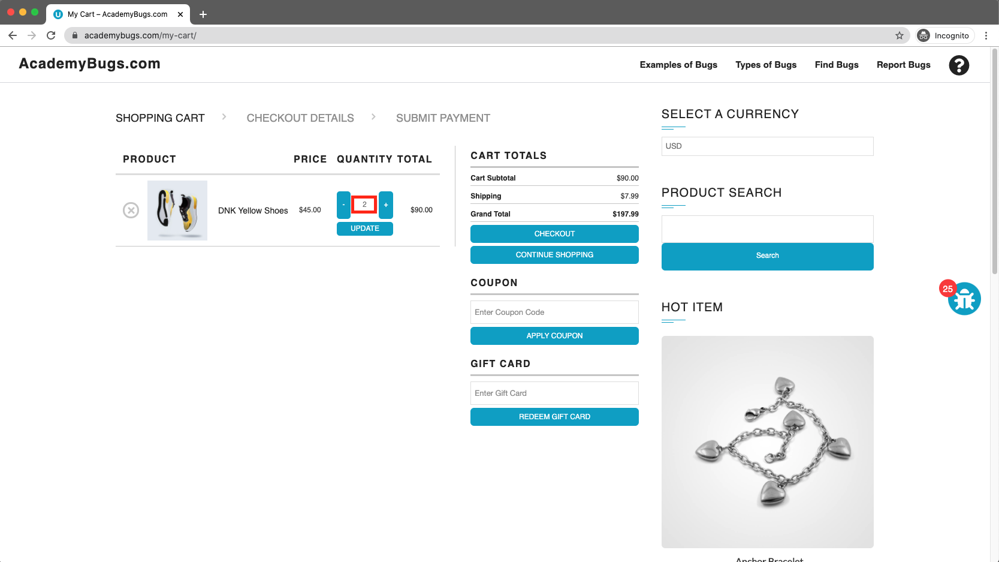 My Cart – AcademyBugs.com
academybugs.com/my-cart/
Incognito
AcademyBugs.com
Examples of Bugs
Types of Bugs
Find Bugs
Report Bugs
?
SHOPPING CART
CHECKOUT DETAILS
SUBMIT PAYMENT
PRODUCT PRICE QUANTITY TOTAL
DNK Yellow Shoes $45.00 - 2 + $90.00
UPDATE
CART TOTALS
Cart Subtotal $90.00
Shipping $7.99
Grand Total $197.99
CHECKOUT
CONTINUE SHOPPING
COUPON
Enter Coupon Code
APPLY COUPON
GIFT CARD
Enter Gift Card
REDEEM GIFT CARD
SELECT A CURRENCY
USD
PRODUCT SEARCH
Search
25
HOT ITEM
Anchor Bracelet